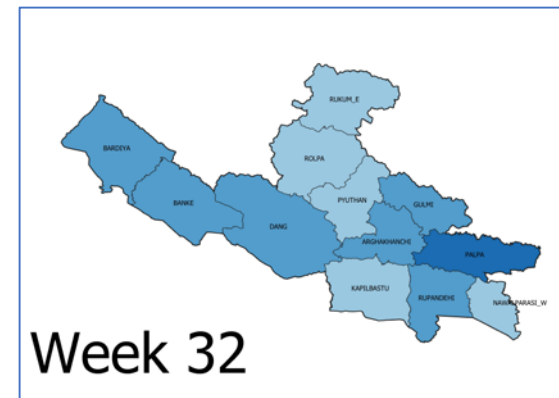 RUKUM_E
BARDIYA
ROLPA
BANKE
PYUTHAN
GULMI
DANG
ARGHAKHANCHI
PALPA
KAPILBASTU
RUPANDEHI
NAWALPARASI_W
Week 32